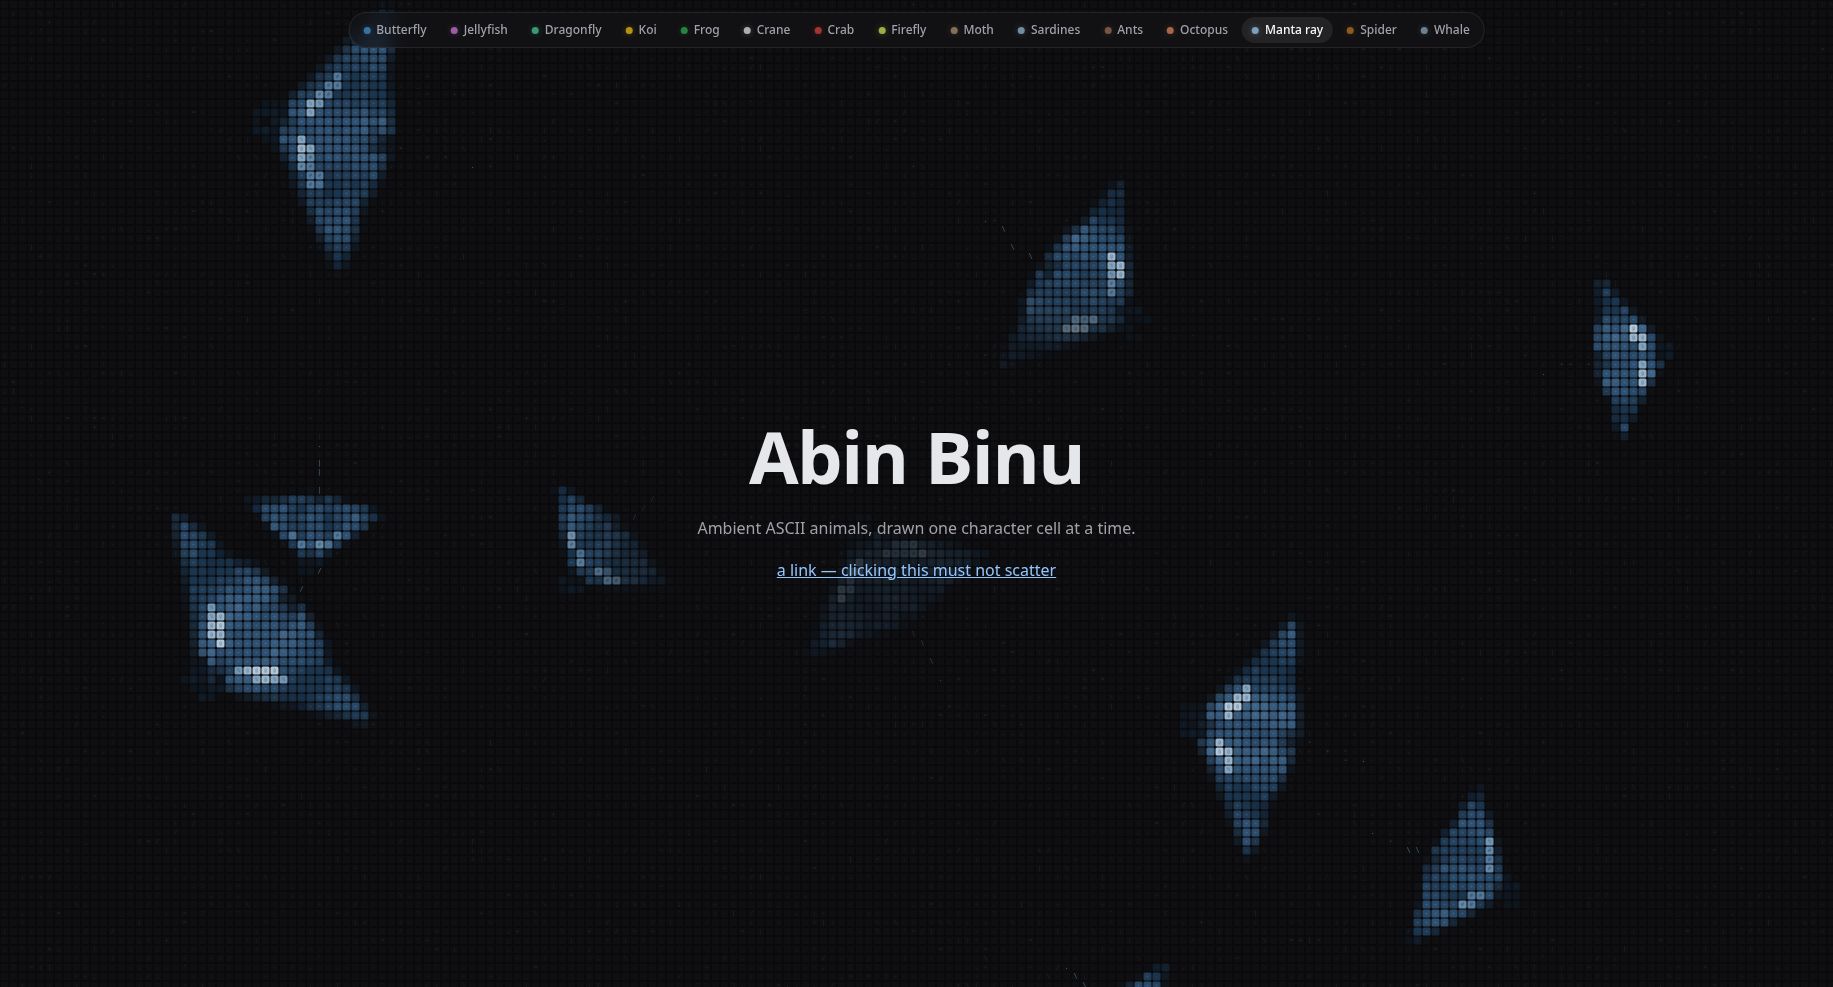 Butterfly Jellyfish Dragonfly Koi Frog Crane Crab Firefly Moth Sardines Ants Octopus Manta ray Spider Whale
Abin Binu
Ambient ASCII animals, drawn one character cell at a time.
a link — clicking this must not scatter